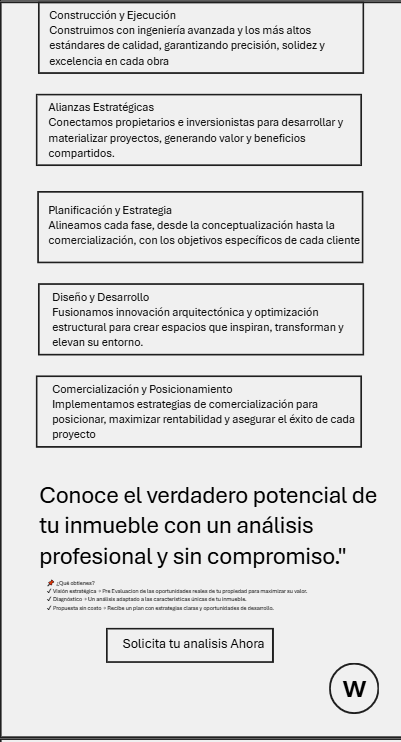 Construcción y Ejecución
Construimos con ingeniería avanzada y los más altos
estándares de calidad, garantizando precisión, solidez y
excelencia en cada obra
Alianzas Estratégicas
Conectamos propietarios e inversionistas para desarrollar y
materializar proyectos, generando valor y beneficios
compartidos.
Planificación y Estrategia
Alineamos cada fase, desde la conceptualización hasta la
comercialización, con los objetivos específicos de cada cliente
Diseño y Desarrollo
Fusionamos innovación arquitectónica y optimización
estructural para crear espacios que inspiran, transforman y
elevan su entorno.
Comercialización y Posicionamiento
Implementamos estrategias de comercialización para
posicionar, maximizar rentabilidad y asegurar el éxito de cada
proyecto
Conoce el verdadero potencial de
tu inmueble con un análisis
profesional y sin compromiso."
📌 ¿Qué obtienes?
✔ Visión estratégica -> Pre Evaluacion de las oportunidades reales de tu propiedad para maximizar su valor.
✔ Diagnóstico -> Un análisis adaptado a las características únicas de tu inmueble.
✔ Propuesta sin costo -> Recibe un plan con estrategias claras y oportunidades de desarrollo.
Solicita tu analisis Ahora
W